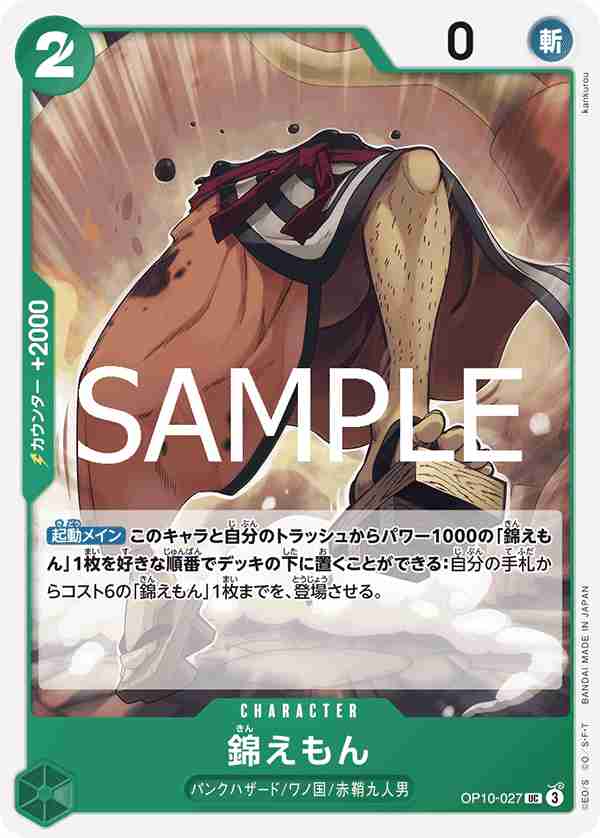 2
0
斬
kankurou
カウンター +2000
SAMPLE
起動メイン このキャラと自分のトラッシュからパワー1000の「錦えも
ん」1枚を好きな順番でデッキの下に置くことができる：自分の手札か
らコスト6の「錦えもん」1枚までを、登場させる。
CHARACTER
錦えもん
パンクハザード/ワノ国/赤鞘九人男
OP10-027 UC 3
©E.O/S ©O／S・F・T BANDAI MADE IN JAPAN